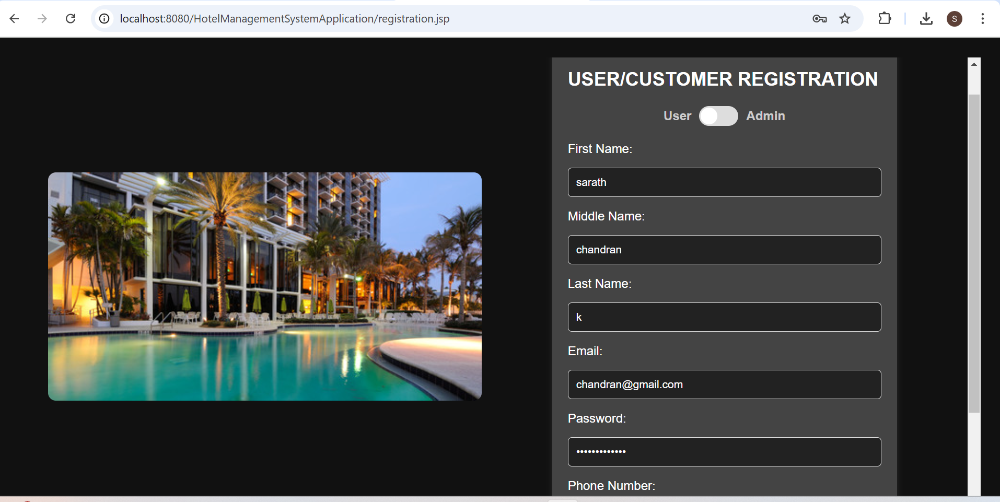 localhost:8080/HotelManagementSystemApplication/registration.jsp
S
USER/CUSTOMER REGISTRATION
User Admin
First Name:
sarath
Middle Name:
chandran
Last Name:
k
Email:
chandran@gmail.com
Password:
•••••••••••••
Phone Number: